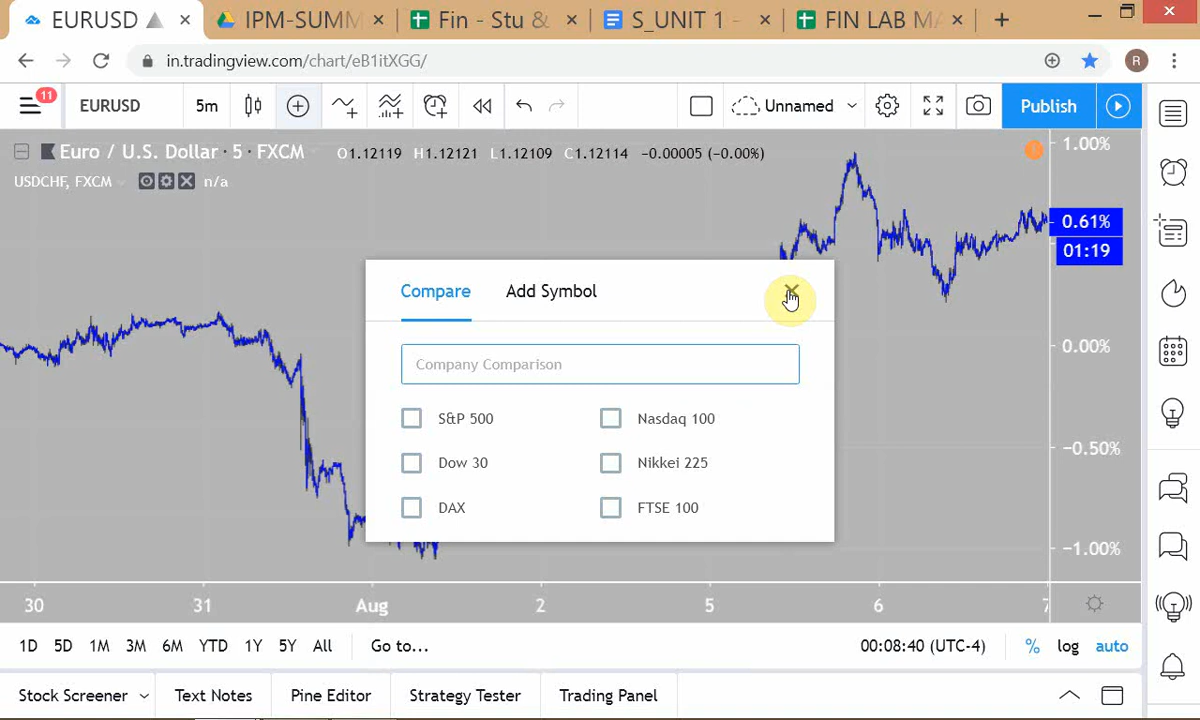 EURUSD
IPM-SUMM
Fin - Stu &
S_UNIT 1 -
FIN LAB MA
in.tradingview.com/chart/eB1itXGG/
R
11
EURUSD
5m
Unnamed
Publish
Euro / U.S. Dollar · 5 · FXCM
O1.12119 H1.12121 L1.12109 C1.12114 -0.00005 (-0.00%)
USDCHF, FXCM
n/a
1.00%
0.61%
01:19
0.00%
-0.50%
-1.00%
Compare
Add Symbol
Company Comparison
S&P 500
Nasdaq 100
Dow 30
Nikkei 225
DAX
FTSE 100
30
31
Aug
2
5
6
7
1D 5D 1M 3M 6M YTD 1Y 5Y All
Go to...
00:08:40 (UTC-4)
%
log
auto
Stock Screener
Text Notes
Pine Editor
Strategy Tester
Trading Panel